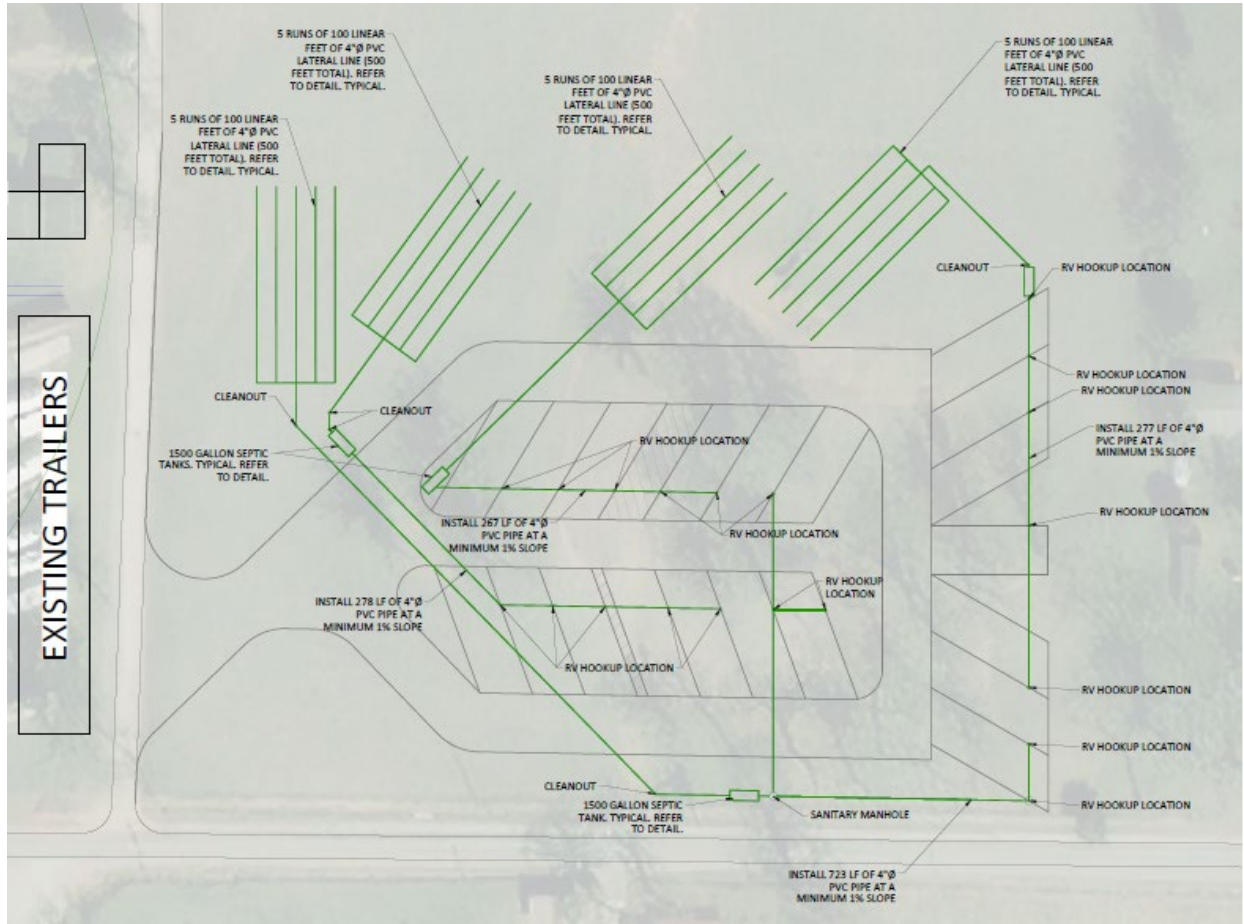 5 RUNS OF 100 LINEAR
FEET OF 4"Ø PVC
LATERAL LINE (500
FEET TOTAL). REFER
TO DETAIL. TYPICAL.
5 RUNS OF 100 LINEAR
FEET OF 4"Ø PVC
LATERAL LINE (500
FEET TOTAL). REFER
TO DETAIL. TYPICAL.
5 RUNS OF 100 LINEAR
FEET OF 4"Ø PVC
LATERAL LINE (500
FEET TOTAL). REFER
TO DETAIL. TYPICAL.
5 RUNS OF 100 LINEAR
FEET OF 4"Ø PVC
LATERAL LINE (500
FEET TOTAL). REFER
TO DETAIL. TYPICAL.
CLEANOUT
RV HOOKUP LOCATION
EXISTING TRAILERS
RV HOOKUP LOCATION
RV HOOKUP LOCATION
CLEANOUT
CLEANOUT
INSTALL 277 LF OF 4"Ø
PVC PIPE AT A
MINIMUM 1% SLOPE
1500 GALLON SEPTIC
TANKS. TYPICAL. REFER
TO DETAIL.
RV HOOKUP LOCATION
RV HOOKUP LOCATION
INSTALL 267 LF OF 4"Ø
PVC PIPE AT A
MINIMUM 1% SLOPE
RV HOOKUP LOCATION
RV HOOKUP
LOCATION
INSTALL 278 LF OF 4"Ø
PVC PIPE AT A
MINIMUM 1% SLOPE
RV HOOKUP LOCATION
RV HOOKUP LOCATION
RV HOOKUP LOCATION
CLEANOUT
1500 GALLON SEPTIC
TANK. TYPICAL. REFER
TO DETAIL.
SANITARY MANHOLE
RV HOOKUP LOCATION
INSTALL 723 LF OF 4"Ø
PVC PIPE AT A
MINIMUM 1% SLOPE